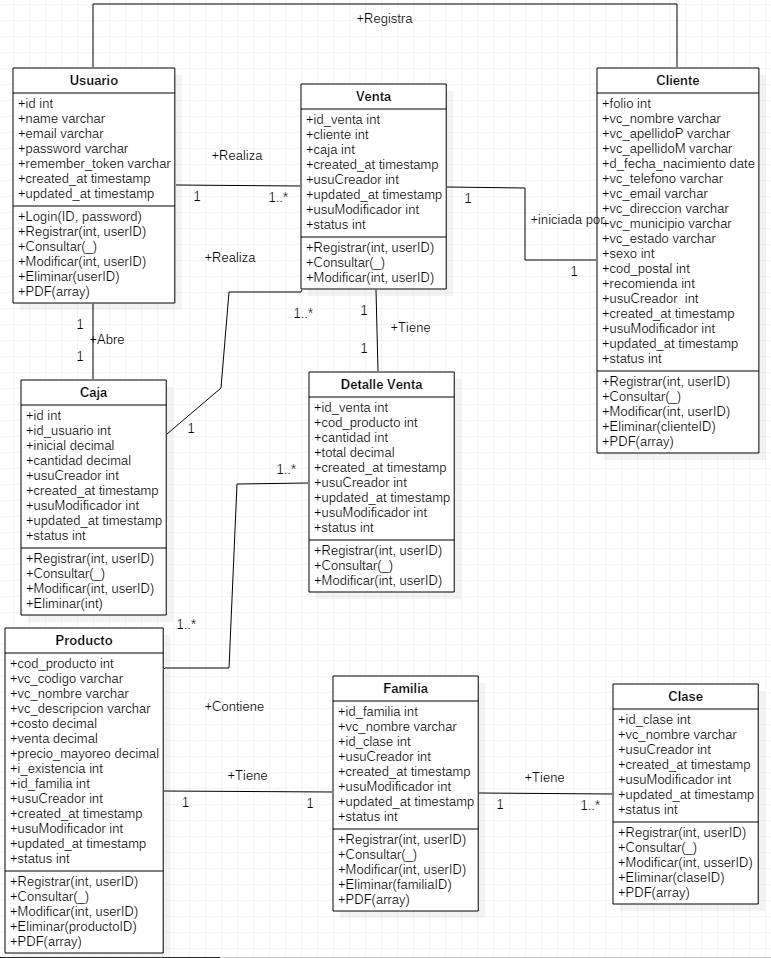 +Registra
Usuario
+id int
+name varchar
+email varchar
+password varchar
+remember_token varchar
+created_at timestamp
+updated_at timestamp
+Login(ID, password)
+Registrar(int, userID)
+Consultar(_)
+Modificar(int, userID)
+Eliminar(userID)
+PDF(array)
+Realiza
1
1..*
Venta
+id_venta int
+cliente int
+caja int
+created_at timestamp
+usuCreador int
+updated_at timestamp
+usuModificador int
+status int
+Registrar(int, userID)
+Consultar(_)
+Modificar(int, userID)
1
+iniciada por
1
Cliente
+folio int
+vc_nombre varchar
+vc_apellidoP varchar
+vc_apellidoM varchar
+d_fecha_nacimiento date
+vc_telefono varchar
+vc_email varchar
+vc_direccion varchar
+vc_municipio varchar
+vc_estado varchar
+sexo int
+cod_postal int
+recomienda int
+usuCreador  int
+created_at timestamp
+usuModificador int
+updated_at timestamp
+status int
+Registrar(int, userID)
+Consultar(_)
+Modificar(int, userID)
+Eliminar(clienteID)
+PDF(array)
+Realiza
1..*
1
1
+Abre
1
1
+Tiene
1
Caja
+id int
+id_usuario int
+inicial decimal
+cantidad decimal
+usuCreador int
+created_at timestamp
+usuModificador int
+updated_at timestamp
+status int
+Registrar(int, userID)
+Consultar(_)
+Modificar(int, userID)
+Eliminar(int)
Detalle Venta
+id_venta int
+cod_producto int
+cantidad int
+total decimal
+created_at timestamp
+usuCreador int
+updated_at timestamp
+usuModificador int
+status int
+Registrar(int, userID)
+Consultar(_)
+Modificar(int, userID)
1..*
1..*
+Contiene
Producto
+cod_producto int
+vc_codigo varchar
+vc_nombre varchar
+vc_descripcion varchar
+costo decimal
+venta decimal
+precio_mayoreo decimal
+i_existencia int
+id_familia int
+usuCreador int
+created_at timestamp
+usuModificador int
+updated_at timestamp
+status int
+Registrar(int, userID)
+Consultar(_)
+Modificar(int, userID)
+Eliminar(productoID)
+PDF(array)
+Tiene
1
1
Familia
+id_familia int
+vc_nombre varchar
+id_clase int
+usuCreador int
+created_at timestamp
+usuModificador int
+updated_at timestamp
+status int
+Registrar(int, userID)
+Consultar(_)
+Modificar(int, userID)
+Eliminar(familiaID)
+PDF(array)
+Tiene
1
1..*
Clase
+id_clase int
+vc_nombre varchar
+usuCreador int
+created_at timestamp
+usuModificador int
+updated_at timestamp
+status int
+Registrar(int, userID)
+Consultar(_)
+Modificar(int, usserID)
+Eliminar(claseID)
+PDF(array)